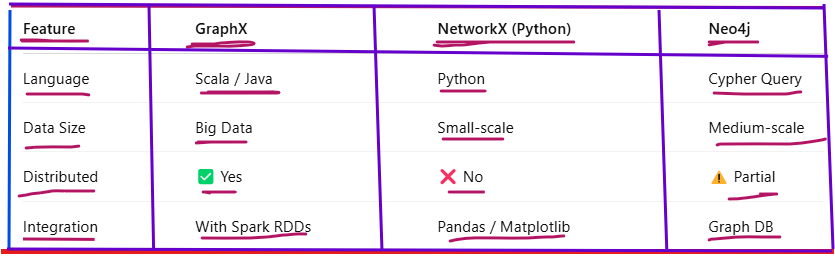 Feature GraphX NetworkX (Python) Neo4j
Language Scala / Java Python Cypher Query
Data Size Big Data Small-scale Medium-scale
Distributed ✅ Yes ❌ No ⚠️ Partial
Integration With Spark RDDs Pandas / Matplotlib Graph DB